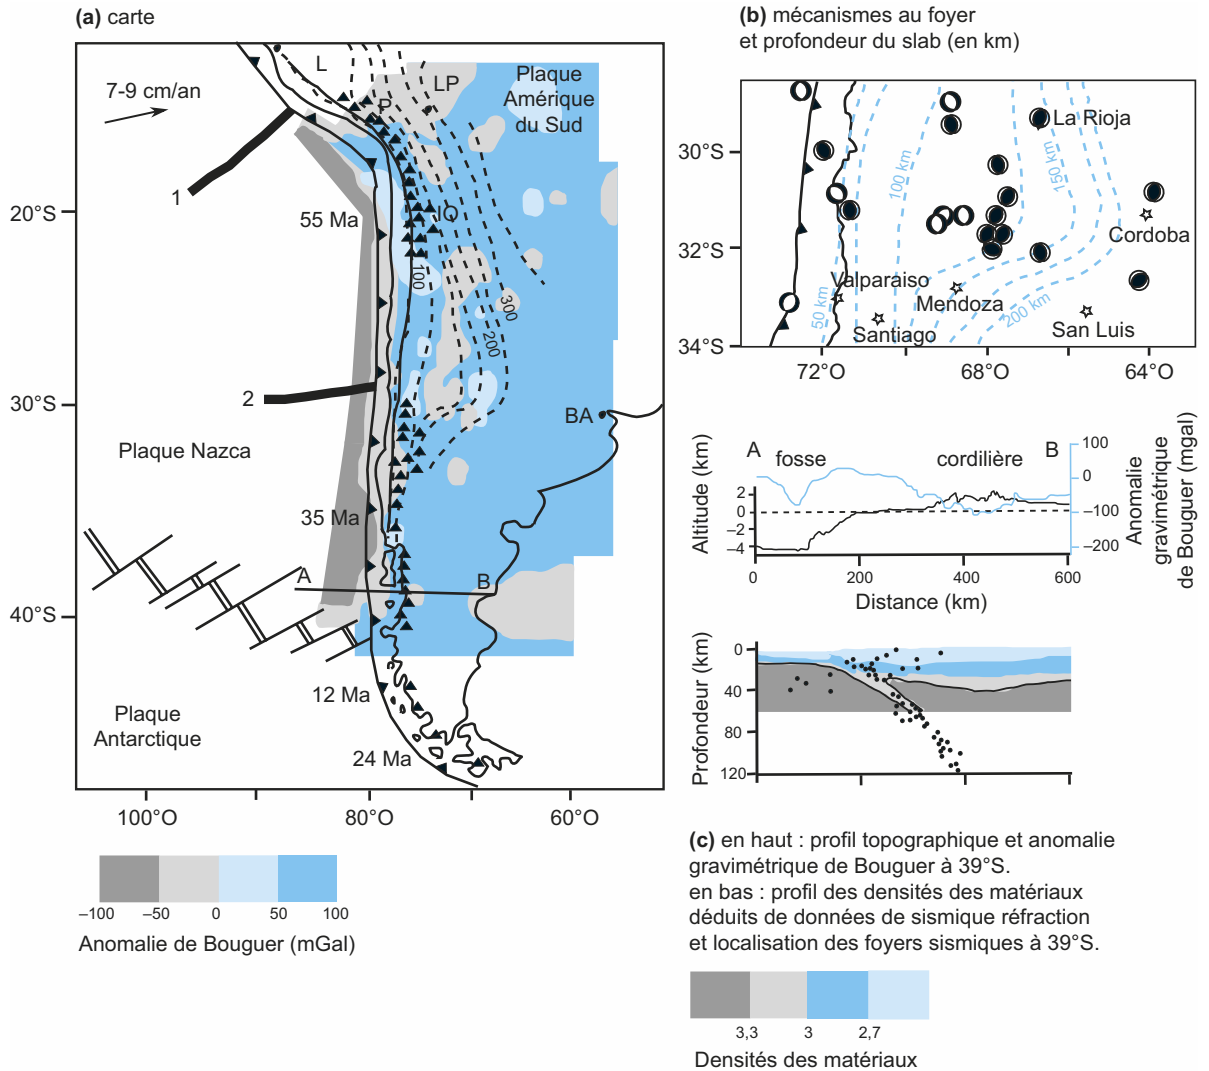 (a) carte
7-9 cm/an
L
P
LP
Plaque
Amérique
du Sud
1
20°S
55 Ma
IQ
100
300
200
30°S
2
BA
Plaque Nazca
35 Ma
A
B
40°S
12 Ma
Plaque
Antarctique
24 Ma
100°O
80°O
60°O
–100
–50
0
50
100
Anomalie de Bouguer (mGal)
(b) mécanismes au foyer
et profondeur du slab (en km)
La Rioja
30°S
100 km
150 km
Cordoba
32°S
Valparaiso
Mendoza
50 km
200 km
Santiago
San Luis
34°S
72°O
68°O
64°O
A
fosse
cordilière
B
100
0
–100
–200
Anomalie
gravimétrique
de Bouguer (mgal)
Altitude (km)
2
0
–2
–4
0
200
400
600
Distance (km)
Profondeur (km)
0
40
80
120
(c) en haut : profil topographique et anomalie
gravimétrique de Bouguer à 39°S.
en bas : profil des densités des matériaux
déduits de données de sismique réfraction
et localisation des foyers sismiques à 39°S.
3,3
3
2,7
Densités des matériaux